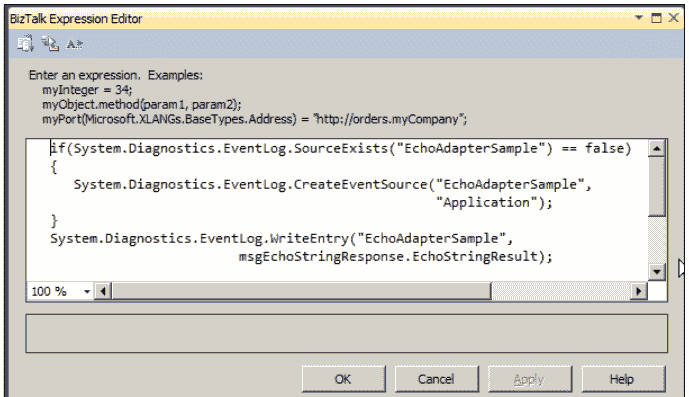 BizTalk Expression Editor
Enter an expression. Examples:
myInteger = 34;
myObject.method(param1, param2);
myPort(Microsoft.XLANGs.BaseTypes.Address) = "http://orders.myCompany";
if(System.Diagnostics.EventLog.SourceExists("EchoAdapterSample") == false)
{
System.Diagnostics.EventLog.CreateEventSource("EchoAdapterSample",
"Application");
}
System.Diagnostics.EventLog.WriteEntry("EchoAdapterSample",
msgEchoStringResponse.EchoStringResult);
100 %
OK Cancel Apply Help